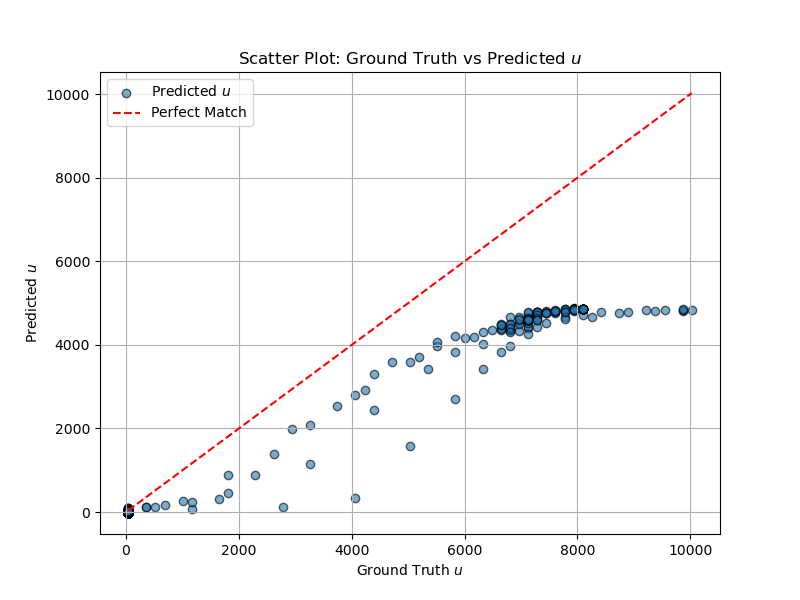 Scatter Plot: Ground Truth vs Predicted u
Predicted u
Perfect Match
10000
8000
6000
4000
2000
0
Predicted u
0 2000 4000 6000 8000 10000
Ground Truth u